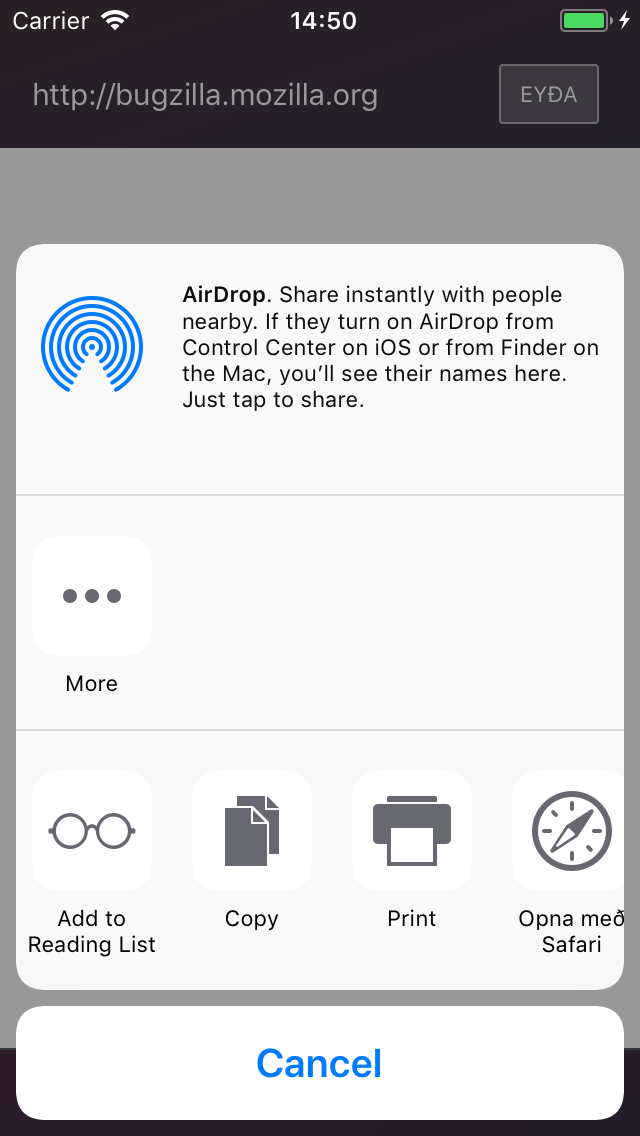 Carrier 14:50
http://bugzilla.mozilla.org EYÐA
AirDrop. Share instantly with people
nearby. If they turn on AirDrop from
Control Center on iOS or from Finder on
the Mac, you’ll see their names here.
Just tap to share.
More
Add to
Reading List
Copy
Print
Opna með
Safari
Cancel